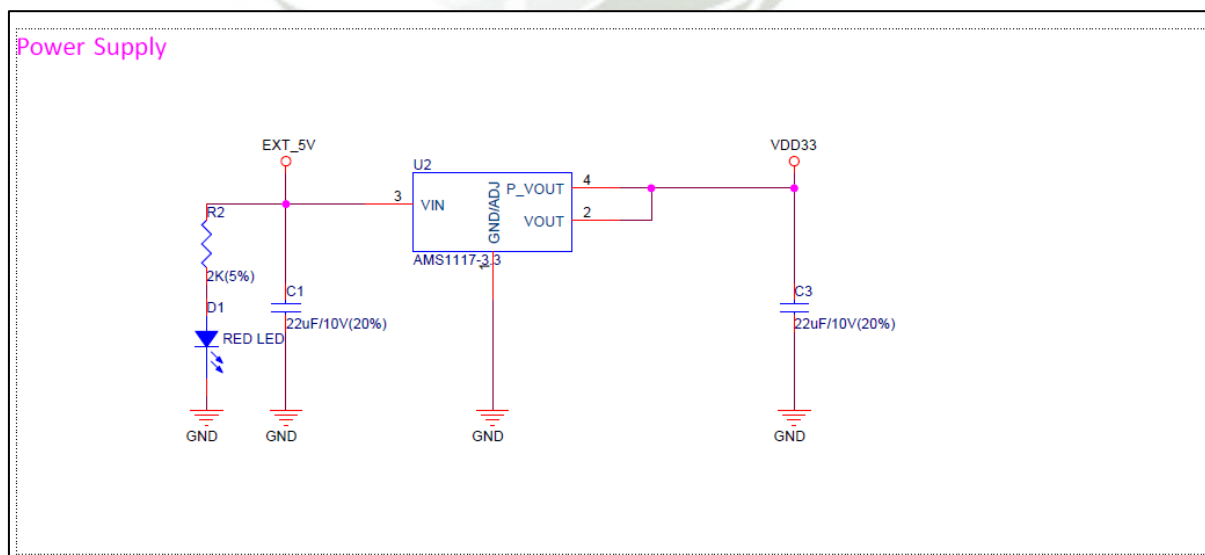 Power Supply
EXT_5V
VDD33
U2
3
VIN
GND/ADJ
P_VOUT
4
VOUT
2
AMS1117-3.3
R2
2K(5%)
D1
RED LED
C1
22uF/10V(20%)
C3
22uF/10V(20%)
GND
GND
GND
GND